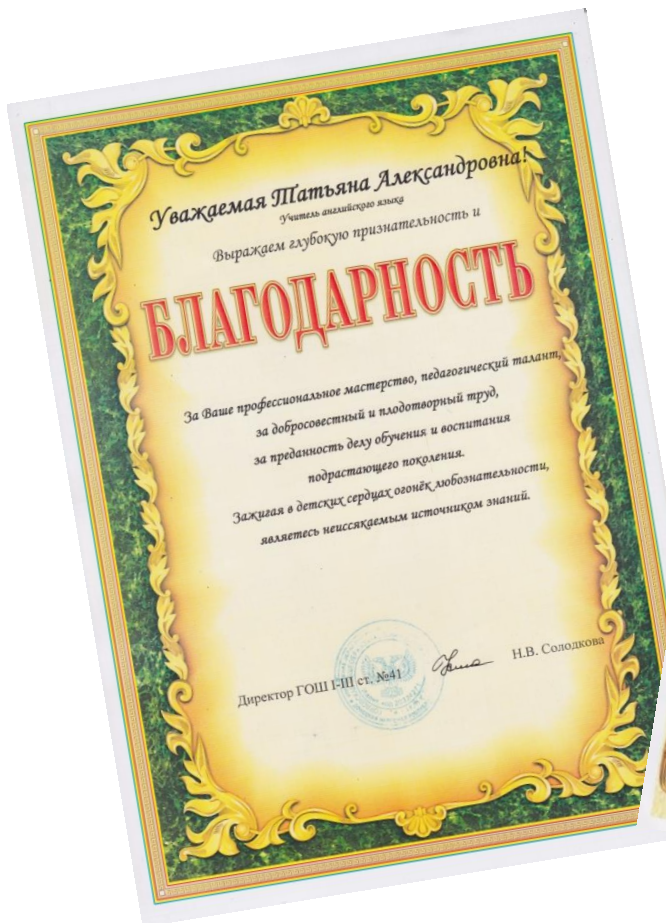 Уважаемая Татьяна Александровна!
Учитель английского языка
Выражаем глубокую признательность и
БЛАГОДАРНОСТЬ
За Ваше профессиональное мастерство, педагогический талант,
за добросовестный и плодотворный труд,
за преданность делу обучения и воспитания
подрастающего поколения.
Зажигая в детских сердцах огонёк любознательности,
являетесь неиссякаемым источником знаний.
Директор ГОШ I-III ст. №41 Н.В. Солодкова